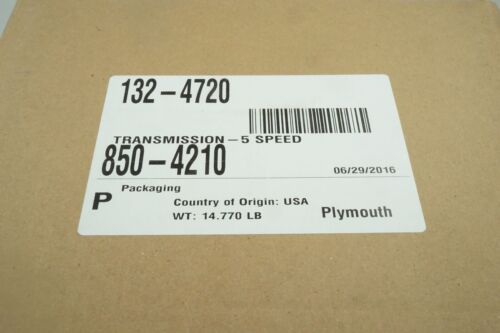 132-4720
TRANSMISSION-5 SPEED
850-4210
06/29/2016
P
Packaging
Country of Origin: USA
WT: 14.770 LB
Plymouth